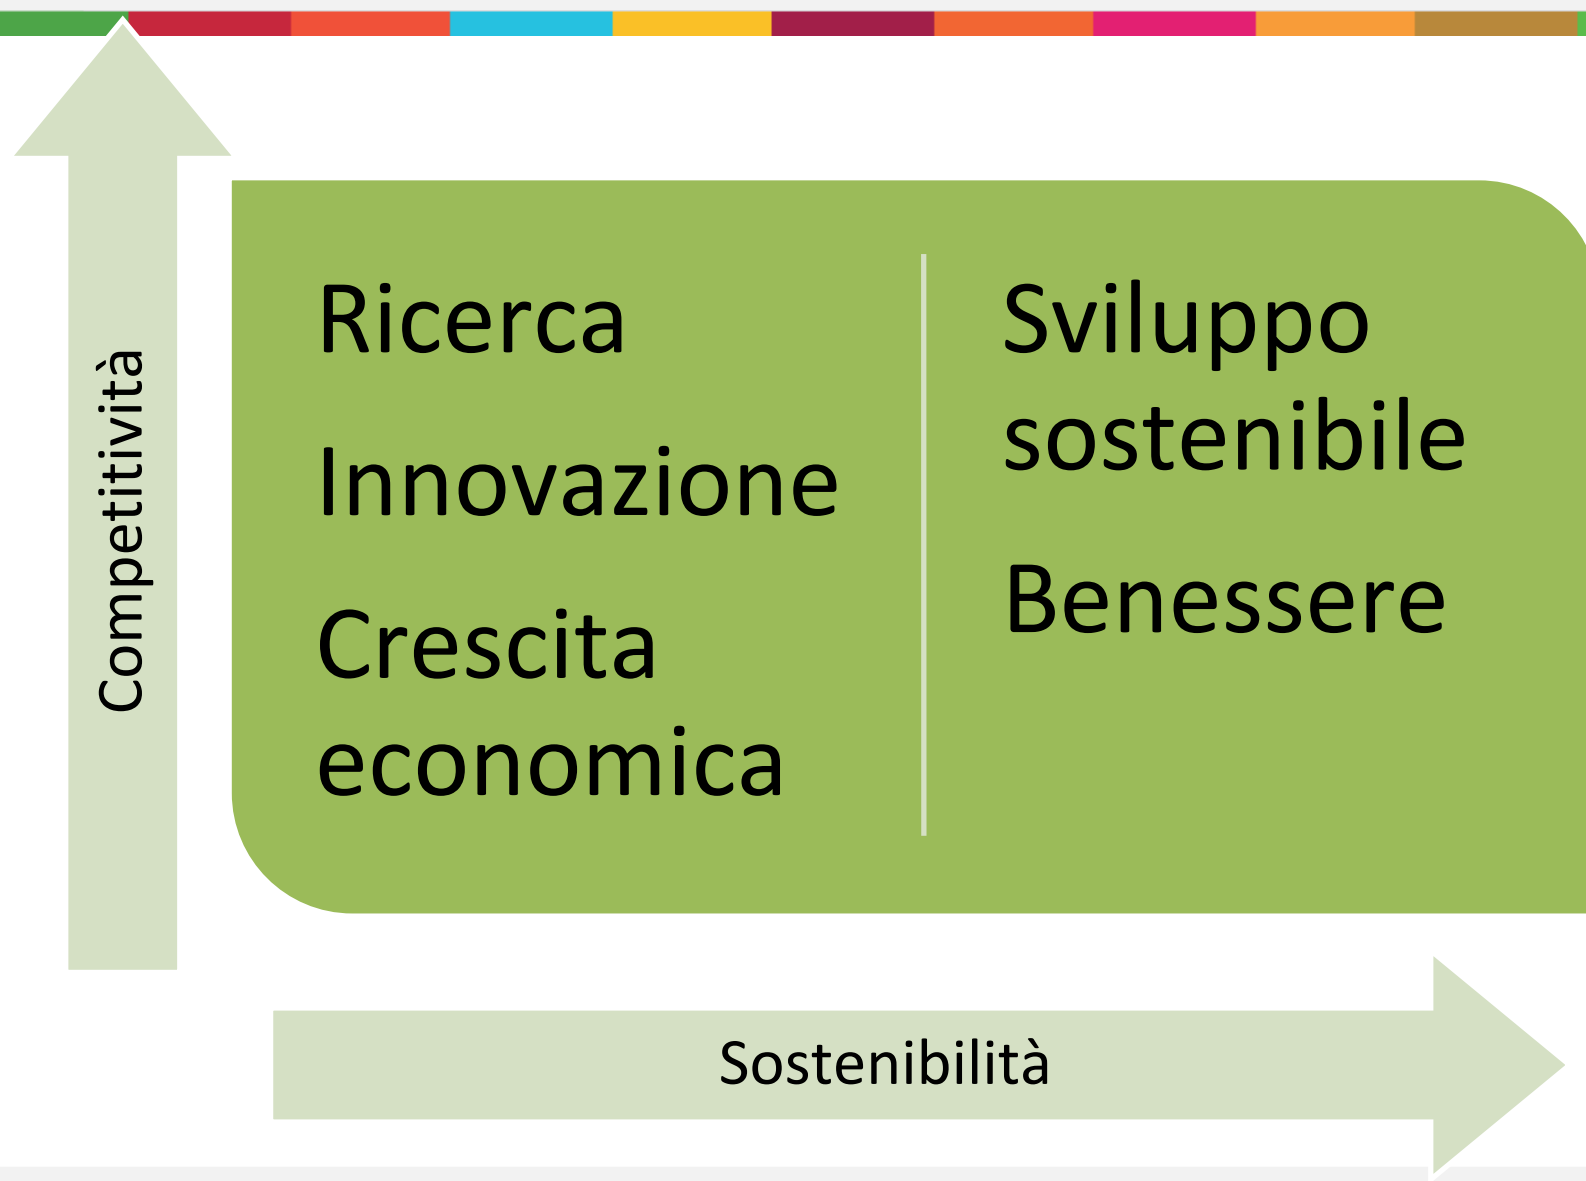 Competitività
Ricerca
Innovazione
Crescita
economica
Sviluppo
sostenibile
Benessere
Sostenibilità